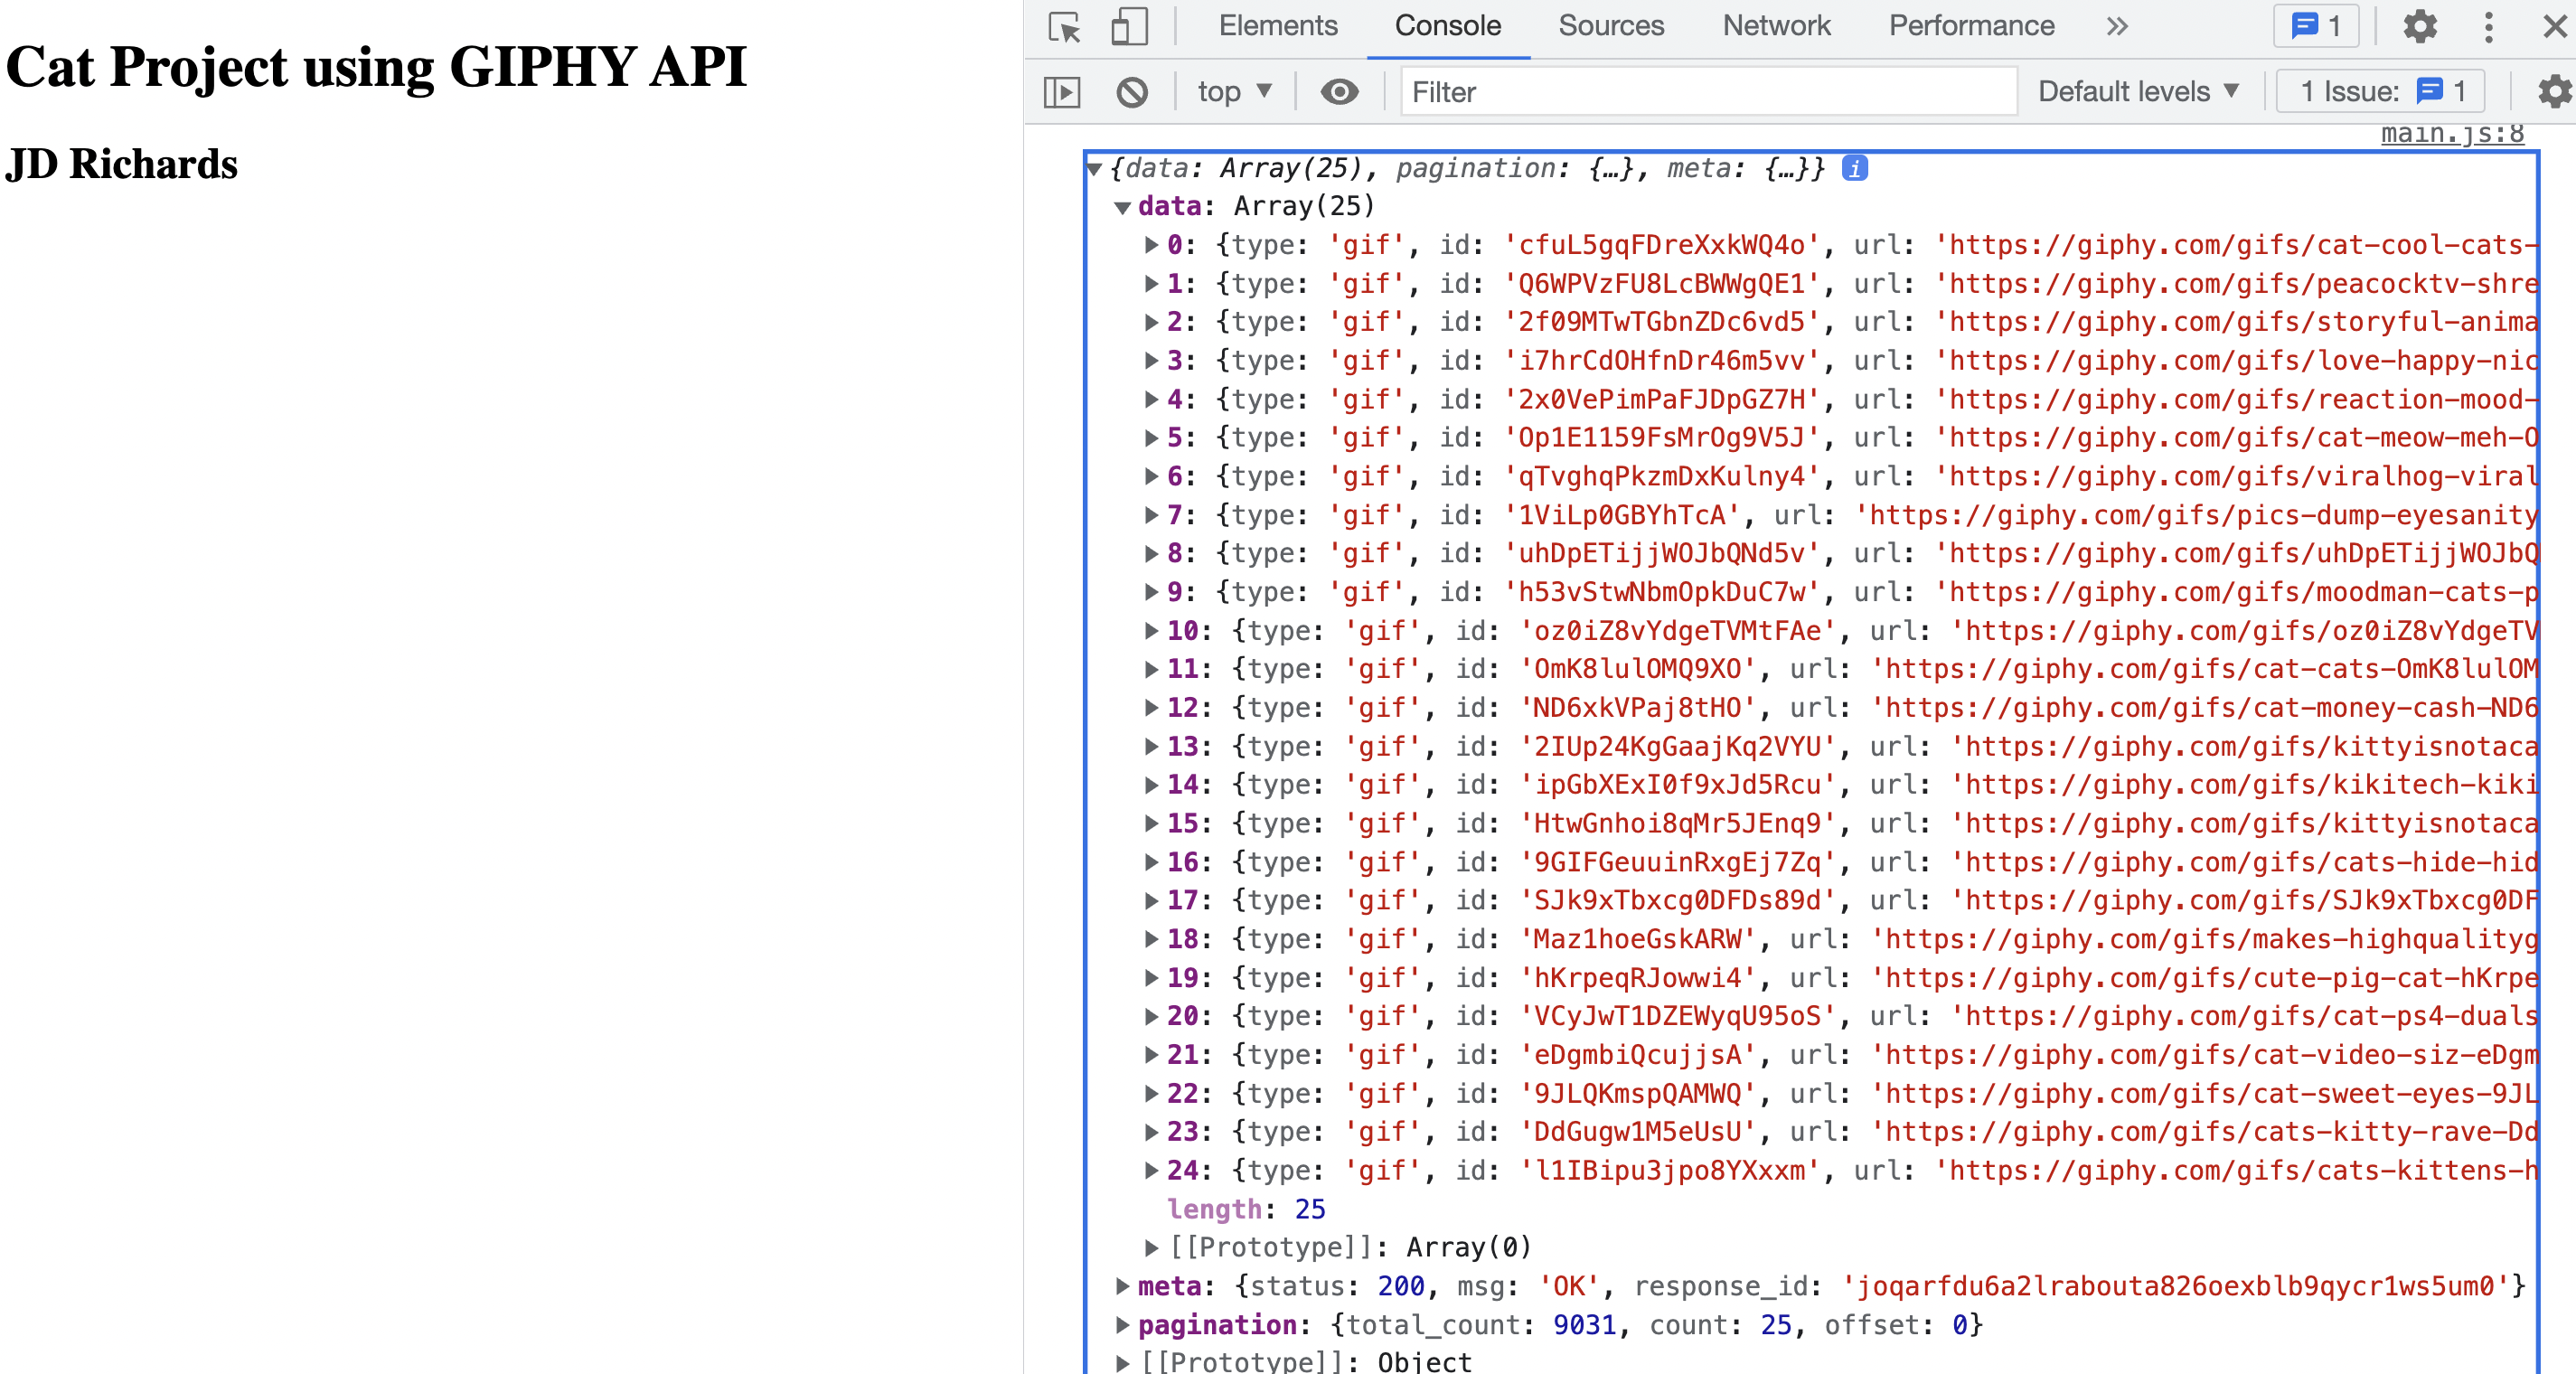 Cat Project using GIPHY API
JD Richards
Elements Console Sources Network Performance » 1
top ▼ Filter Default levels ▼ 1 Issue: 1
main.js:8
▼{data: Array(25), pagination: {…}, meta: {…}} i
▼data: Array(25)
▶0: {type: 'gif', id: 'cfuL5gqFDreXxkWQ4o', url: 'https://giphy.com/gifs/cat-cool-cats-
▶1: {type: 'gif', id: 'Q6WPVzFU8LcBWWgQE1', url: 'https://giphy.com/gifs/peacocktv-shre
▶2: {type: 'gif', id: '2f09MTwTGbnZDc6vd5', url: 'https://giphy.com/gifs/storyful-anima
▶3: {type: 'gif', id: 'i7hrCdOHfnDr46m5vv', url: 'https://giphy.com/gifs/love-happy-nic
▶4: {type: 'gif', id: '2x0VePimPaFJDpGZ7H', url: 'https://giphy.com/gifs/reaction-mood-
▶5: {type: 'gif', id: 'Op1E1159FsMrOg9V5J', url: 'https://giphy.com/gifs/cat-meow-meh-O
▶6: {type: 'gif', id: 'qTvghqPkzmDxKulny4', url: 'https://giphy.com/gifs/viralhog-viral
▶7: {type: 'gif', id: '1ViLp0GBYhTcA', url: 'https://giphy.com/gifs/pics-dump-eyesanity
▶8: {type: 'gif', id: 'uhDpETijjWOJbQNd5v', url: 'https://giphy.com/gifs/uhDpETijjWOJbQ
▶9: {type: 'gif', id: 'h53vStwNbmOpkDuC7w', url: 'https://giphy.com/gifs/moodman-cats-p
▶10: {type: 'gif', id: 'oz0iZ8vYdgeTVMtFAe', url: 'https://giphy.com/gifs/oz0iZ8vYdgeTV
▶11: {type: 'gif', id: 'OmK8lulOMQ9XO', url: 'https://giphy.com/gifs/cat-cats-OmK8lulOM
▶12: {type: 'gif', id: 'ND6xkVPaj8tHO', url: 'https://giphy.com/gifs/cat-money-cash-ND6
▶13: {type: 'gif', id: '2IUp24KgGaajKq2VYU', url: 'https://giphy.com/gifs/kittyisnotaca
▶14: {type: 'gif', id: 'ipGbXExI0f9xJd5Rcu', url: 'https://giphy.com/gifs/kikitech-kiki
▶15: {type: 'gif', id: 'HtwGnhoi8qMr5JEnq9', url: 'https://giphy.com/gifs/kittyisnotaca
▶16: {type: 'gif', id: '9GIFGeuuinRxgEj7Zq', url: 'https://giphy.com/gifs/cats-hide-hid
▶17: {type: 'gif', id: 'SJk9xTbxcg0DFDs89d', url: 'https://giphy.com/gifs/SJk9xTbxcg0DF
▶18: {type: 'gif', id: 'Maz1hoeGskARW', url: 'https://giphy.com/gifs/makes-highqualityg
▶19: {type: 'gif', id: 'hKrpeqRJowwi4', url: 'https://giphy.com/gifs/cute-pig-cat-hKrpe
▶20: {type: 'gif', id: 'VCyJwT1DZEWyqU95oS', url: 'https://giphy.com/gifs/cat-ps4-duals
▶21: {type: 'gif', id: 'eDgmbiQcujjsA', url: 'https://giphy.com/gifs/cat-video-siz-eDgm
▶22: {type: 'gif', id: '9JLQKmspQAMWQ', url: 'https://giphy.com/gifs/cat-sweet-eyes-9JL
▶23: {type: 'gif', id: 'DdGugw1M5eUsU', url: 'https://giphy.com/gifs/cats-kitty-rave-Dd
▶24: {type: 'gif', id: 'l1IBipu3jpo8YXxxm', url: 'https://giphy.com/gifs/cats-kittens-h
length: 25
▶[[Prototype]]: Array(0)
▶meta: {status: 200, msg: 'OK', response_id: 'joqarfdu6a2lrabouta826oexblb9qycr1ws5um0'}
▶pagination: {total_count: 9031, count: 25, offset: 0}
▶[[Prototype]]: Object